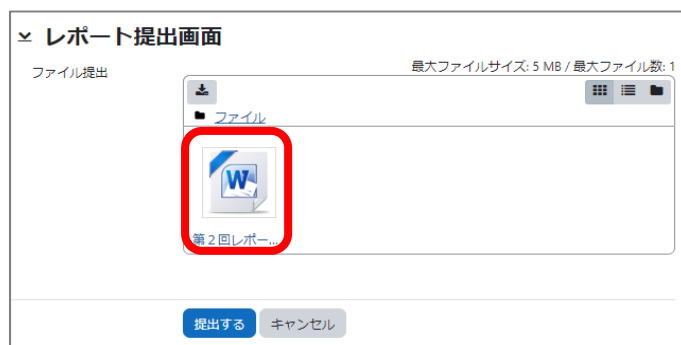 レポート提出画面
ファイル提出
最大ファイルサイズ: 5 MB / 最大ファイル数: 1
ファイル
W
第２回レポー...
提出する
キャンセル